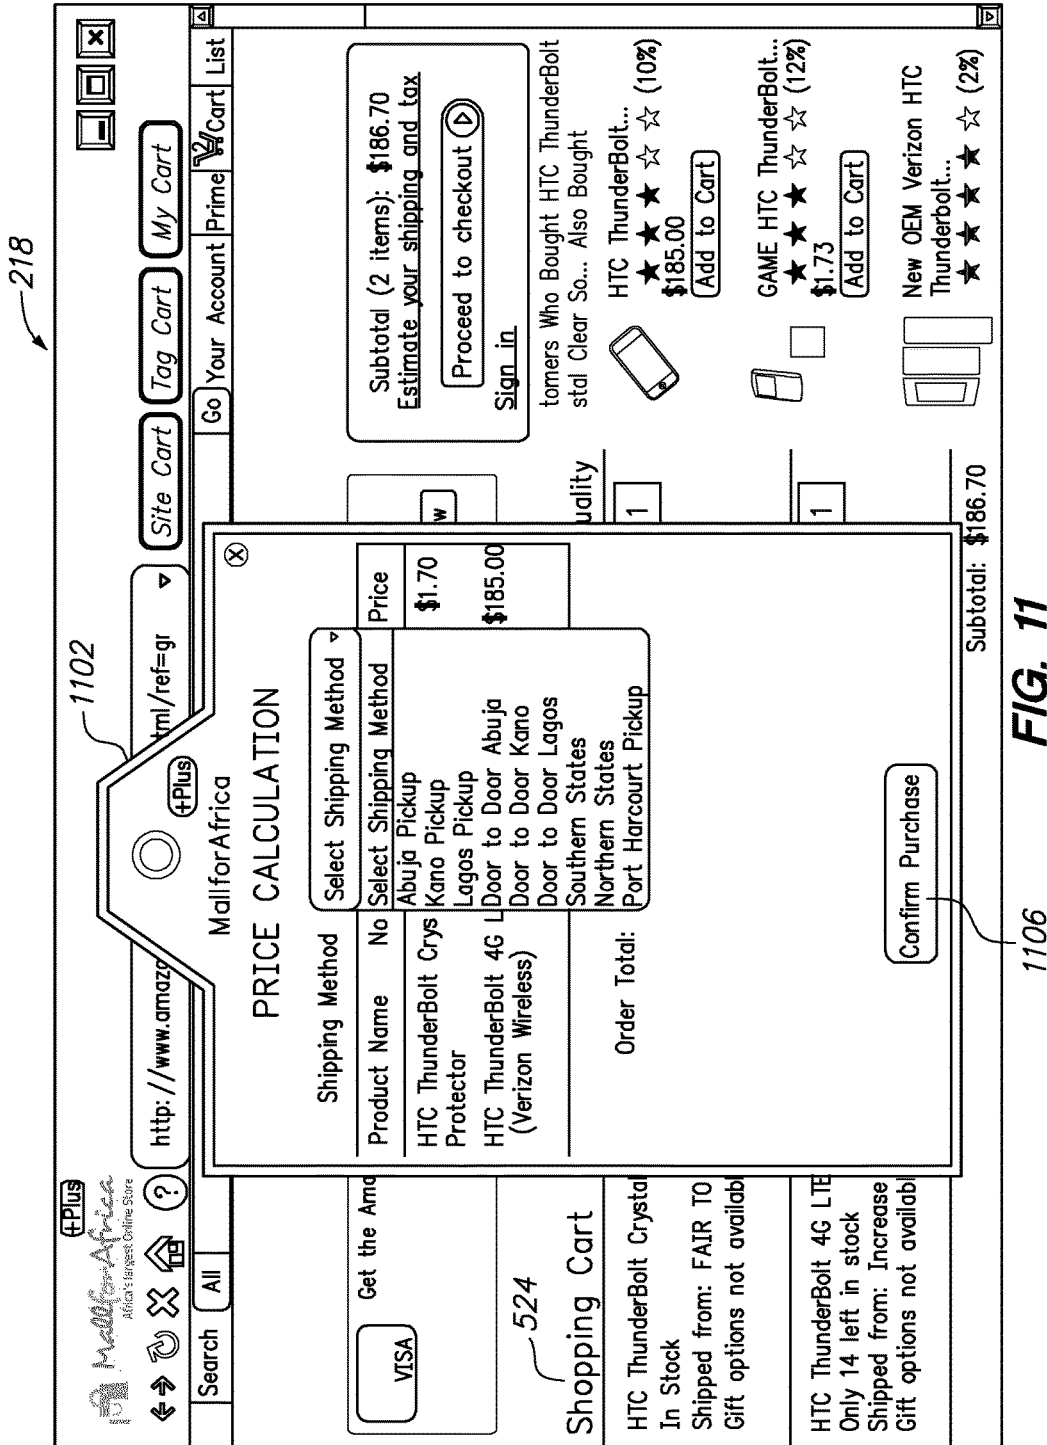 218
+Plus
MallforAfrica
Africa's largest Online Store
?
http://www.amazo
tml/ref=gr
Site Cart
Tag Cart
My Cart
Search
All
Go
Your Account
Prime
2
Cart
List
1102
+Plus
MallforAfrica
PRICE CALCULATION
X
Shipping Method
Select Shipping Method
Product Name
No
Select Shipping Method
Price
Abuja Pickup
HTC ThunderBolt Crys
Kano Pickup
$1.70
Protector
Lagos Pickup
HTC ThunderBolt 4G L
Door to Door Abuja
$185.00
(Verizon Wireless)
Door to Door Kano
Door to Door Lagos
Southern States
Northern States
Port Harcourt Pickup
Order Total:
Confirm Purchase
1106
VISA
Get the Ama
w
524
Shopping Cart
uality
HTC ThunderBolt Crystal
In Stock
Shipped from: FAIR TO
Gift options not availabl
1
HTC ThunderBolt 4G LTE
Only 14 left in stock
Shipped from: Increase
Gift options not availabl
1
Subtotal: $186.70
Subtotal (2 items): $186.70
Estimate your shipping and tax
Proceed to checkout
Sign in
tomers Who Bought HTC ThunderBolt
stal Clear So... Also Bought
HTC ThunderBolt...
(10%)
$185.00
Add to Cart
GAME HTC ThunderBolt...
(12%)
$1.73
Add to Cart
New OEM Verizon HTC
Thunderbolt...
(2%)
FIG. 11